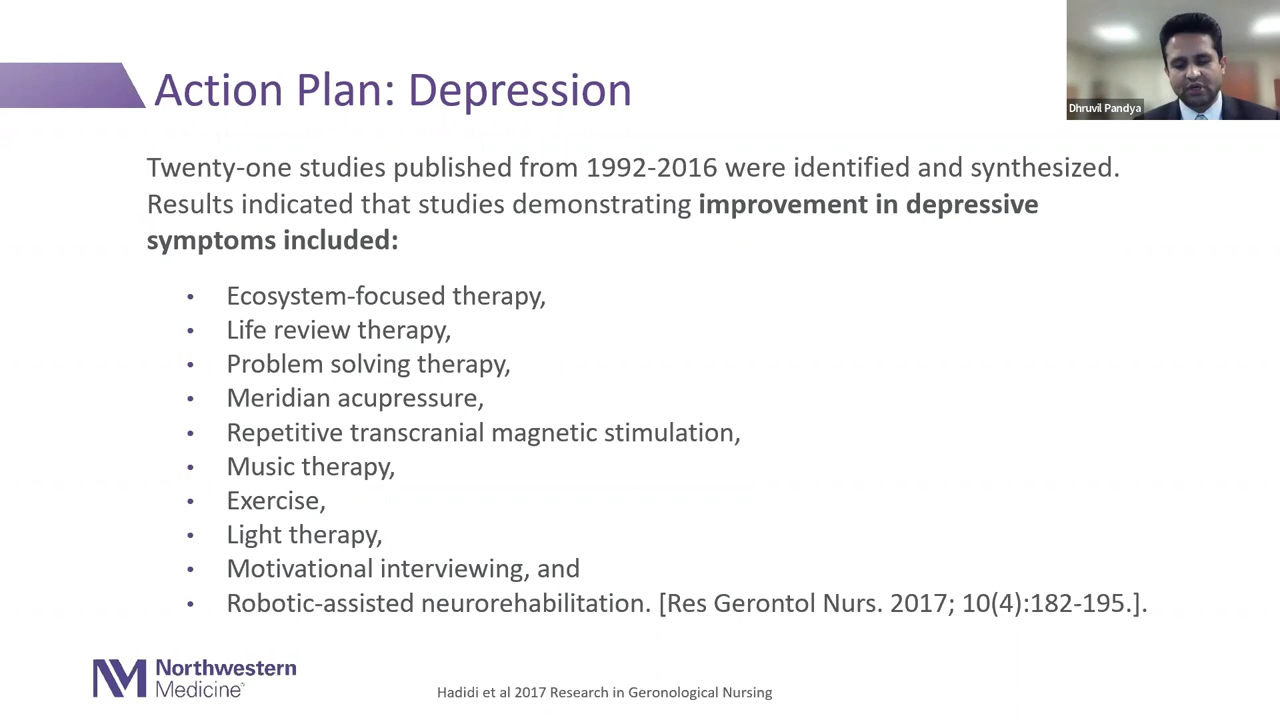 Action Plan: Depression
Dhruvil Pandya
Twenty-one studies published from 1992-2016 were identified and synthesized.
Results indicated that studies demonstrating improvement in depressive
symptoms included:
• Ecosystem-focused therapy,
• Life review therapy,
• Problem solving therapy,
• Meridian acupressure,
• Repetitive transcranial magnetic stimulation,
• Music therapy,
• Exercise,
• Light therapy,
• Motivational interviewing, and
• Robotic-assisted neurorehabilitation. [Res Gerontol Nurs. 2017; 10(4):182-195.].
NM Northwestern
Medicine
Hadidi et al 2017 Research in Geronological Nursing